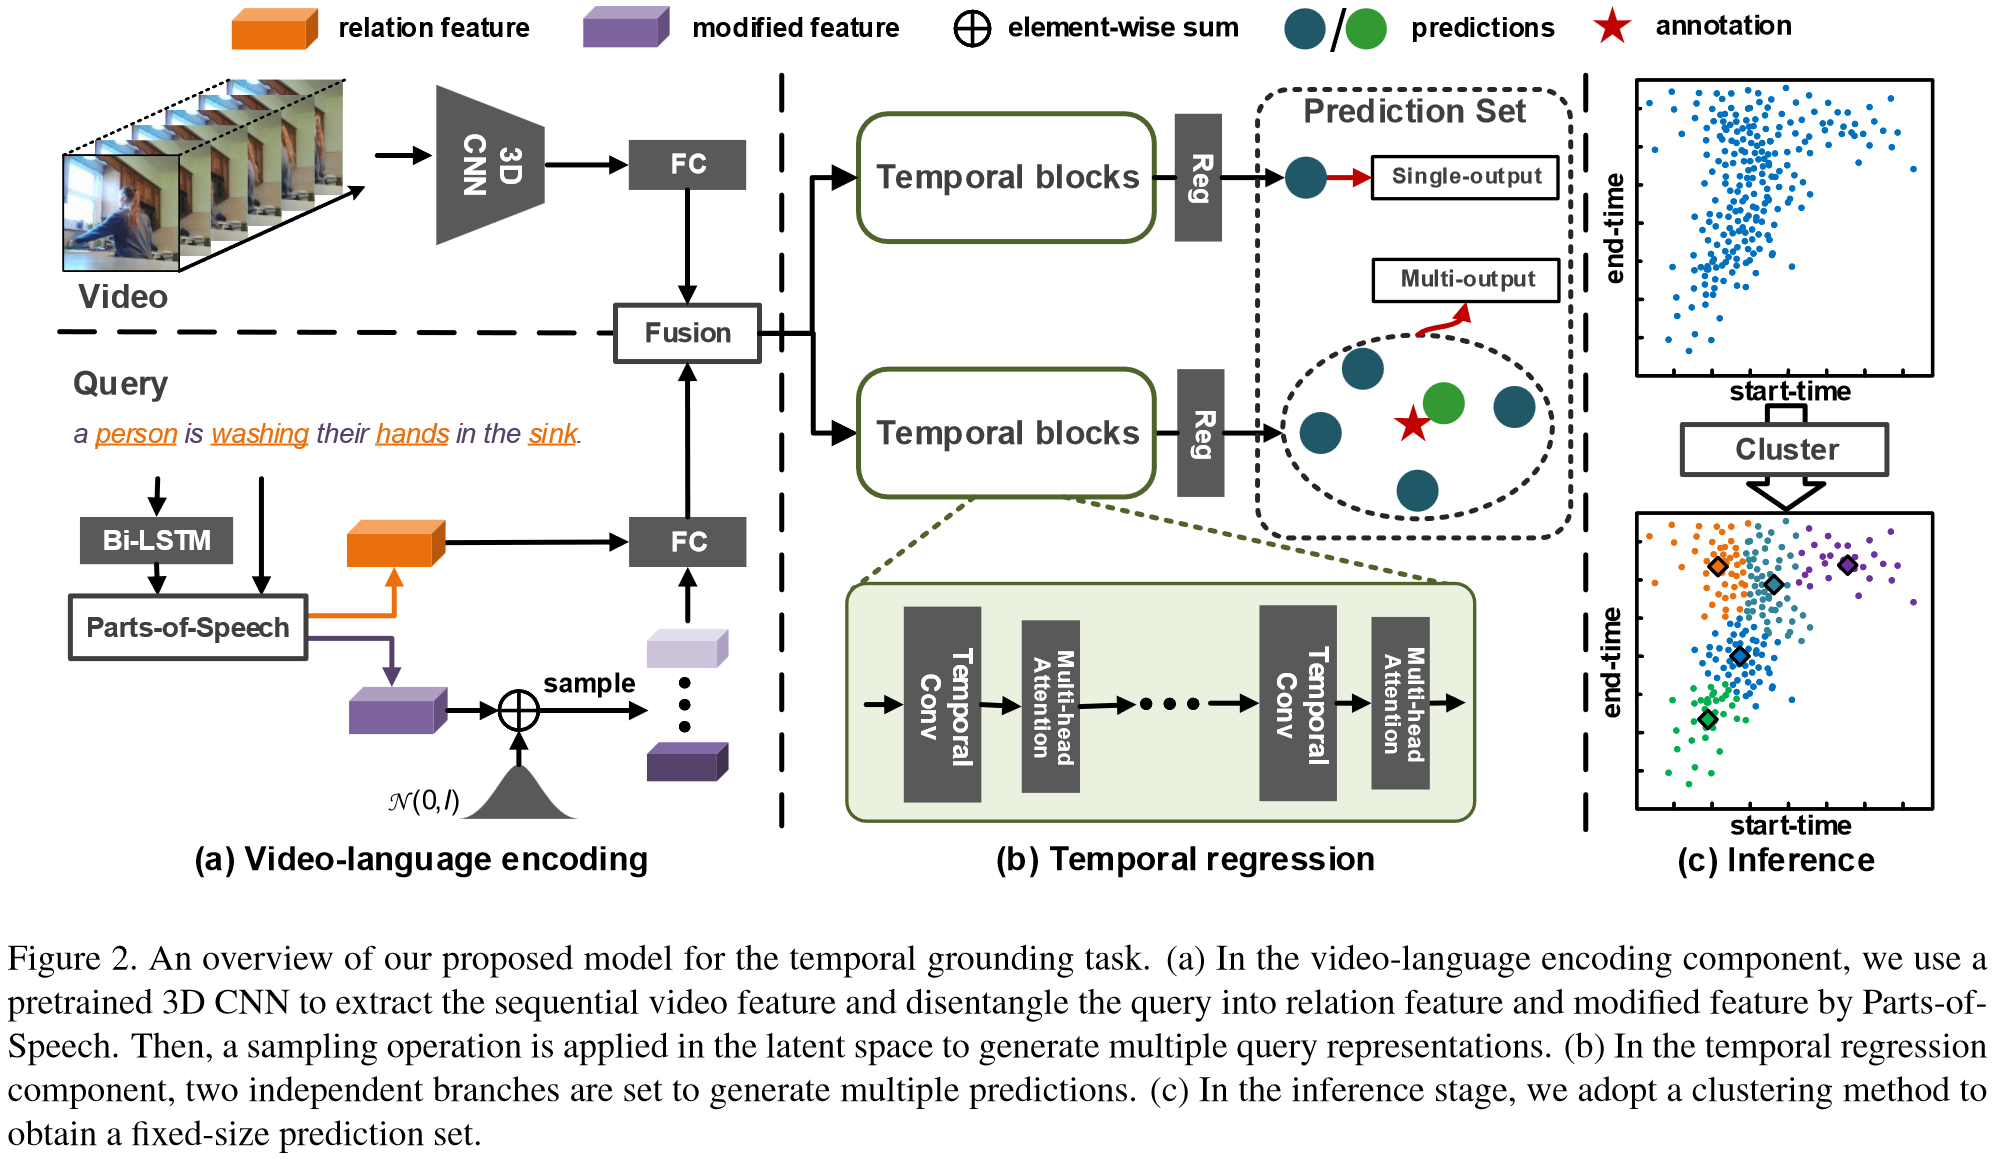 relation feature
modified feature
element-wise sum
predictions
annotation
Video
3D CNN
FC
Fusion
Query
a person is washing their hands in the sink.
Bi-LSTM
Parts-of-Speech
FC
sample
𝒩(0,I)
(a) Video-language encoding
Temporal blocks
Reg
Prediction Set
Single-output
Multi-output
Temporal blocks
Reg
Temporal Conv
Multi-head Attention
Temporal Conv
Multi-head Attention
(b) Temporal regression
end-time
start-time
Cluster
end-time
start-time
(c) Inference
Figure 2. An overview of our proposed model for the temporal grounding task. (a) In the video-language encoding component, we use a
pretrained 3D CNN to extract the sequential video feature and disentangle the query into relation feature and modified feature by Parts-of-
Speech. Then, a sampling operation is applied in the latent space to generate multiple query representations. (b) In the temporal regression
component, two independent branches are set to generate multiple predictions. (c) In the inference stage, we adopt a clustering method to
obtain a fixed-size prediction set.